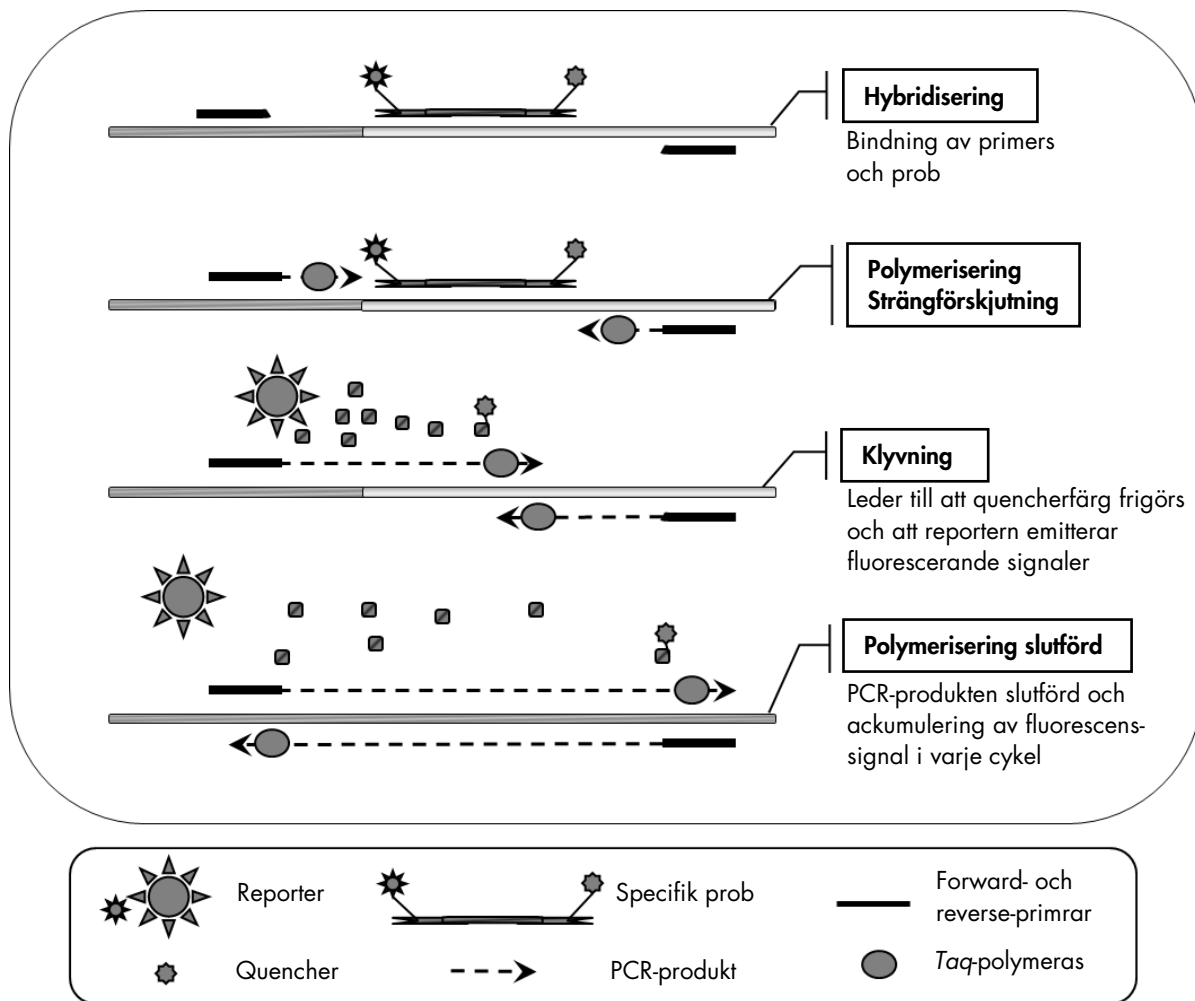 Hybridisering
Bindning av primers
och prob
Polymerisering
Strängförskjutning
Klyvning
Leder till att quencherfärg frigörs
och att reportern emitterar
fluorescerande signaler
Polymerisering slutförd
PCR-produkten slutförd och
ackumulering av fluorescens-
signal i varje cykel
Reporter
Specifik prob
Forward- och
reverse-primrar
Quencher
PCR-produkt
Taq-polymeras